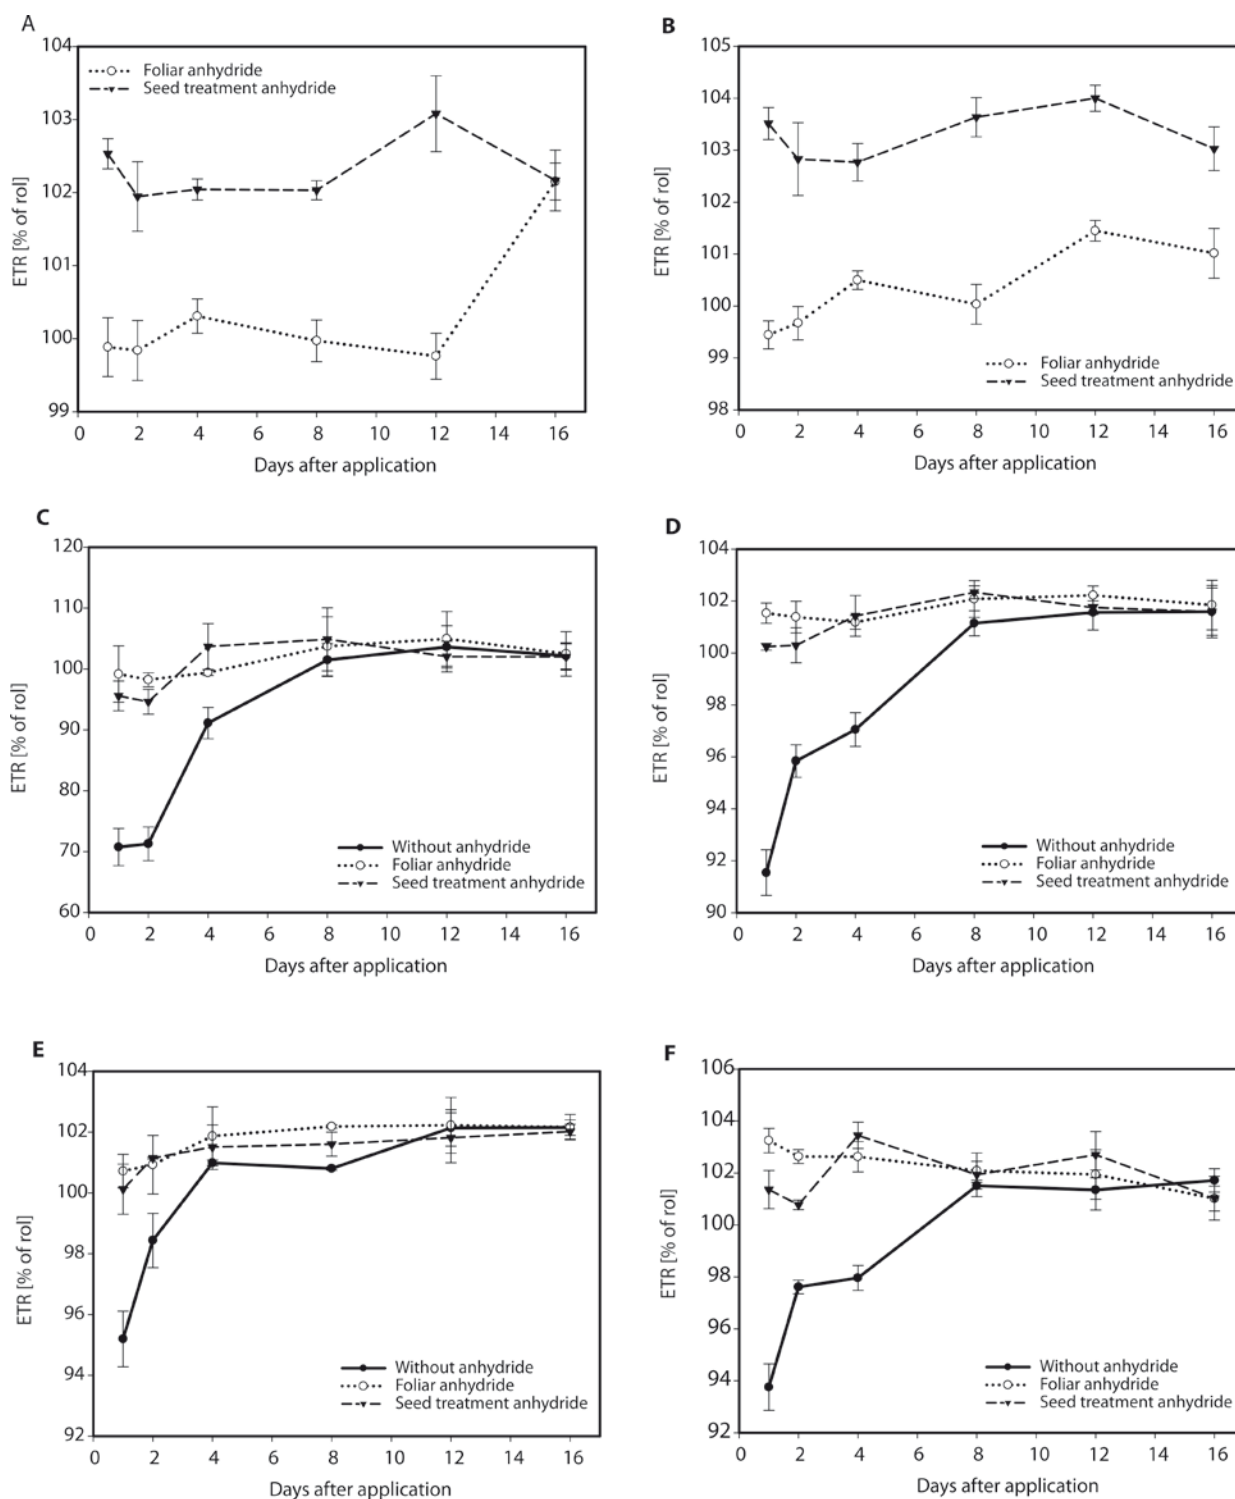 A
104
103
102
101
100
99
ETR [% of rol]
Foliar anhydride
Seed treatment anhydride
0 2 4 6 8 10 12 14 16
Days after application
B
105
104
103
102
101
100
99
98
ETR [% of rol]
Foliar anhydride
Seed treatment anhydride
0 2 4 6 8 10 12 14 16
Days after application
C
120
110
100
90
80
70
60
ETR [% of rol]
Without anhydride
Foliar anhydride
Seed treatment anhydride
0 2 4 6 8 10 12 14 16
Days after application
D
104
102
100
98
96
94
92
90
ETR [% of rol]
Without anhydride
Foliar anhydride
Seed treatment anhydride
0 2 4 6 8 10 12 14 16
Days after application
E
104
102
100
98
96
94
92
ETR [% of rol]
Without anhydride
Foliar anhydride
Seed treatment anhydride
0 2 4 6 8 10 12 14 16
Days after application
F
106
104
102
100
98
96
94
92
ETR [% of rol]
Without anhydride
Foliar anhydride
Seed treatment anhydride
0 2 4 6 8 10 12 14 16
Days after application